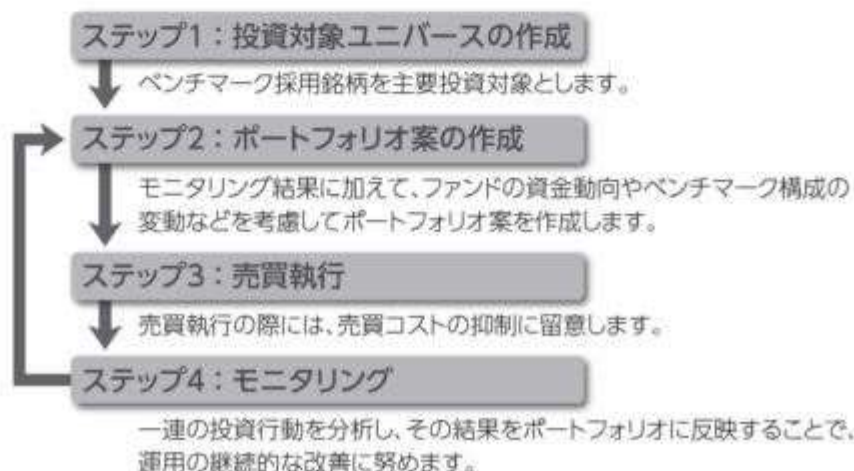 ステップ1：投資対象ユニバースの作成
ベンチマーク採用銘柄を主要投資対象とします。
ステップ2：ポートフォリオ案の作成
モニタリング結果に加えて、ファンドの資金動向やベンチマーク構成の
変動などを考慮してポートフォリオ案を作成します。
ステップ3：売買執行
売買執行の際には、売買コストの抑制に留意します。
ステップ4：モニタリング
一連の投資行動を分析し、その結果をポートフォリオに反映することで、
運用の継続的な改善に努めます。